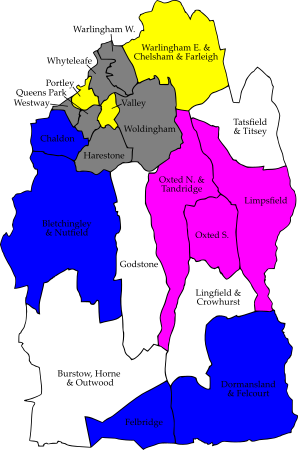 Warlingham W.
Warlingham E. &
Chelsham & Farleigh
Whyteleafe
Portley
Queens Park
Westway
Valley
Tatsfield
& Titsey
Woldingham
Chaldon
Harestone
Oxted N. &
Tandridge
Limpsfield
Bletchingley
& Nutfield
Oxted S.
Godstone
Lingfield &
Crowhurst
Burstow, Horne
& Outwood
Dormansland
& Felcourt
Felbridge